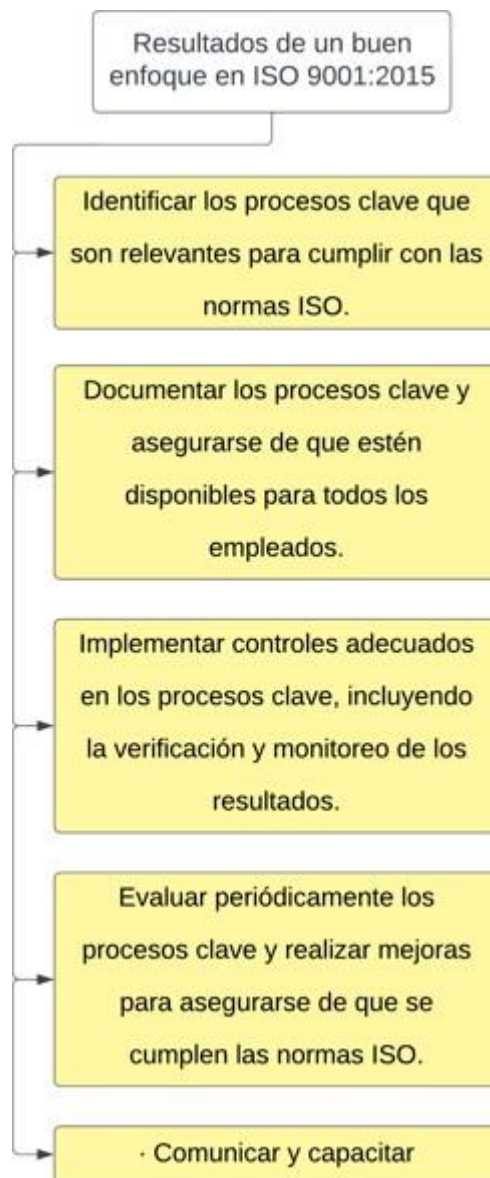 Resultados de un buen
enfoque en ISO 9001:2015
Identificar los procesos clave que
son relevantes para cumplir con las
normas ISO.
Documentar los procesos clave y
asegurarse de que estén
disponibles para todos los
empleados.
Implementar controles adecuados
en los procesos clave, incluyendo
la verificación y monitoreo de los
resultados.
Evaluar periódicamente los
procesos clave y realizar mejoras
para asegurarse de que se
cumplen las normas ISO.
· Comunicar y capacitar